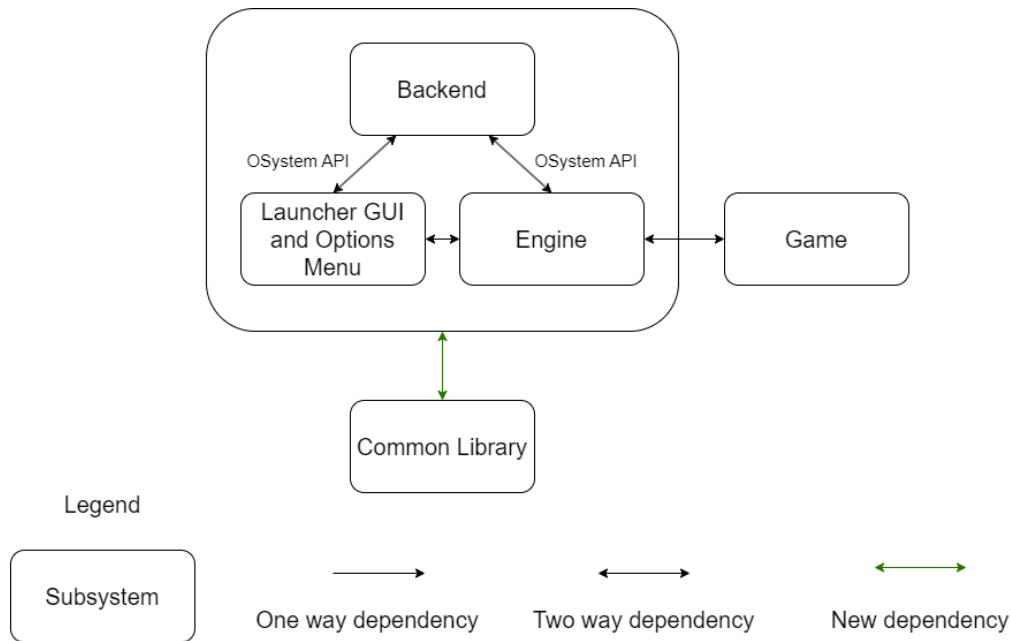 Backend
OSystem API
OSystem API
Launcher GUI
and Options
Menu
Engine
Game
Common Library
Legend
Subsystem
One way dependency
Two way dependency
New dependency